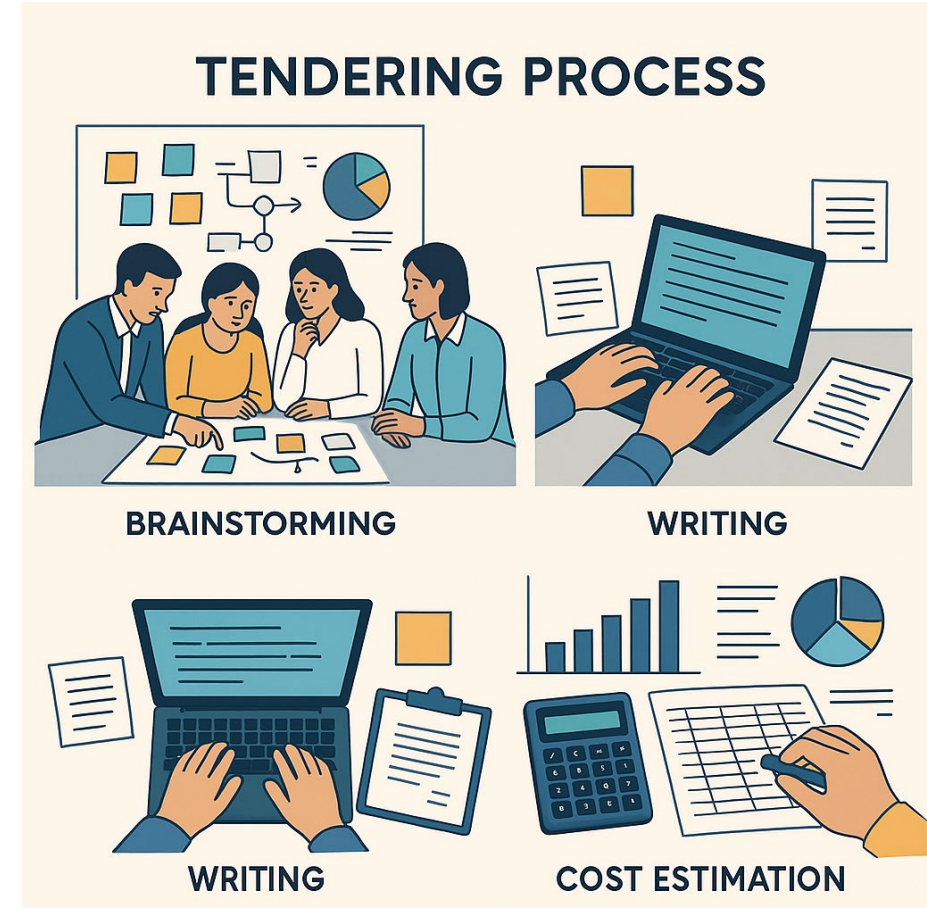 TENDERING PROCESS
BRAINSTORMING
WRITING
WRITING
COST ESTIMATION